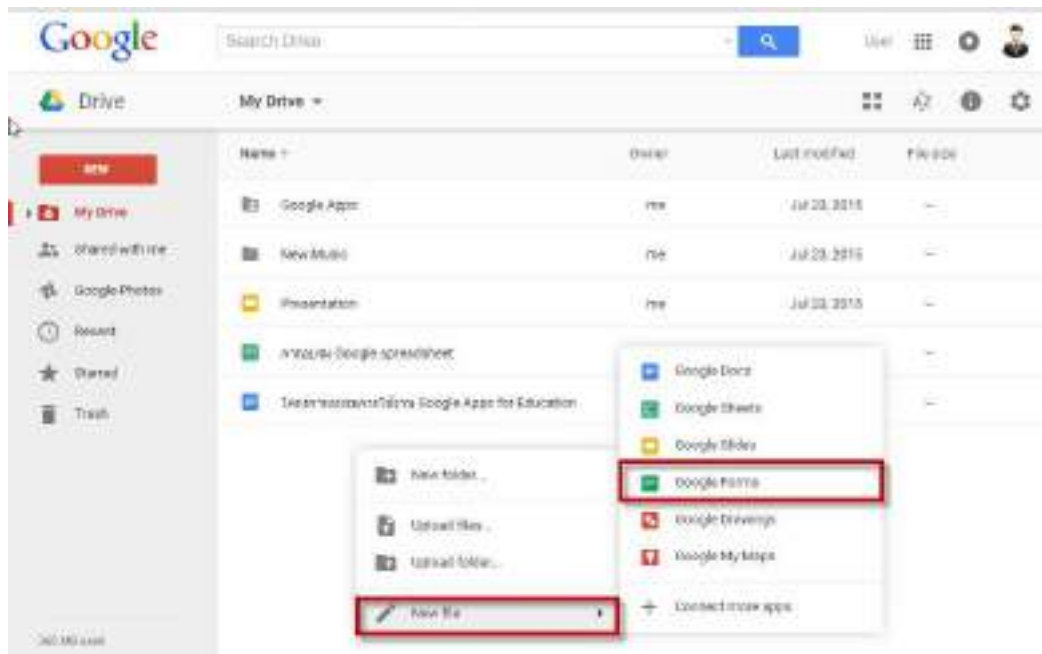 Google
Search Drive
User
Drive
My Drive
NEW
My Drive
Shared with me
Google Photos
Recent
Starred
Trash
Name
Owner
Last modified
File size
Google Apps
me
Jul 23, 2015
–
New Music
me
Jul 23, 2015
–
Presentation
me
Jul 23, 2015
–
Google spreadsheet
–
Google Apps for Education
–
New folder...
Upload files...
Upload folder...
New file
Google Docs
Google Sheets
Google Slides
Google Forms
Google Drawings
Google My Maps
Connect more apps
MB used